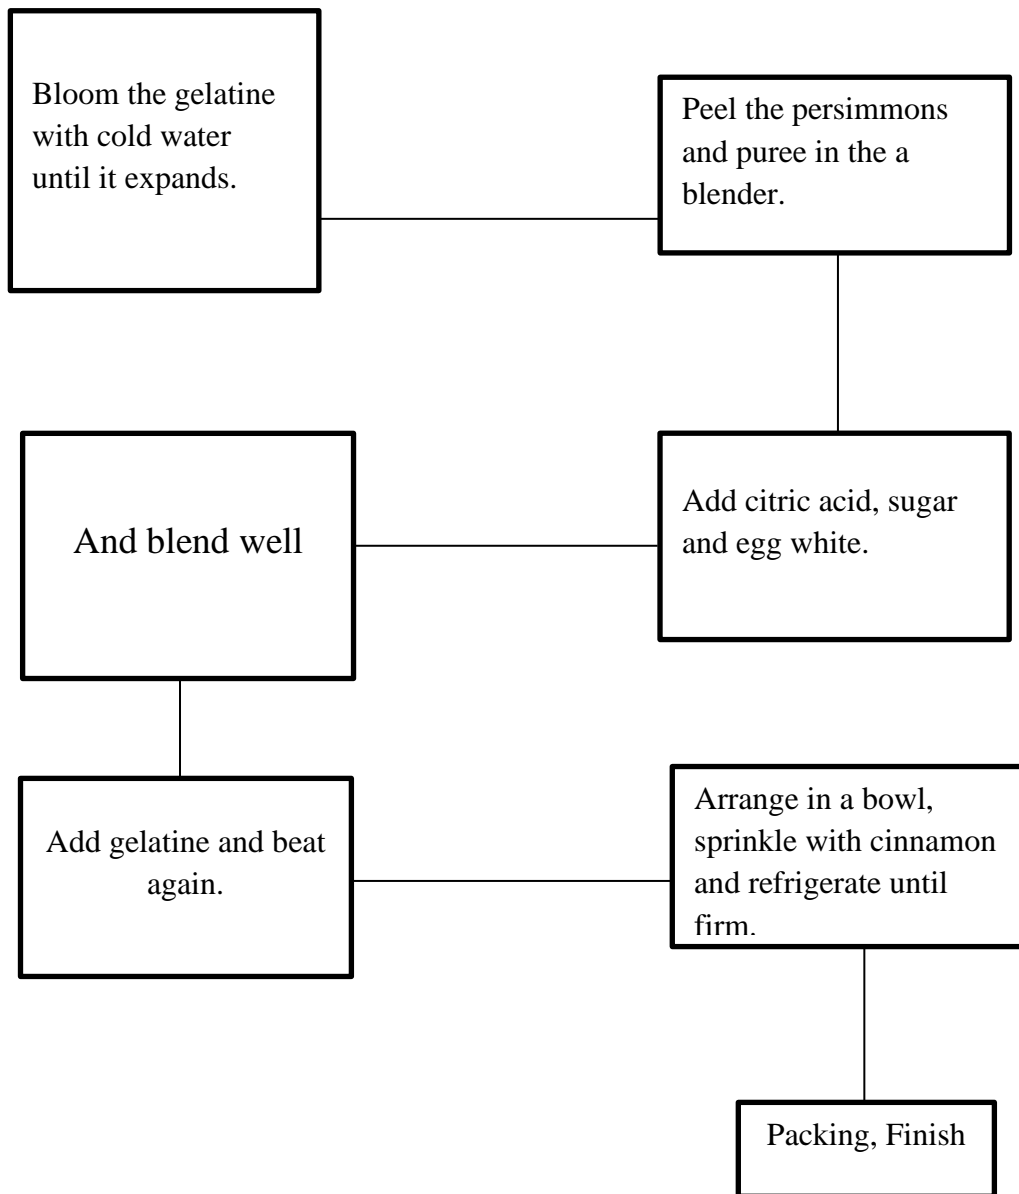 Bloom the gelatine
with cold water
until it expands.
Peel the persimmons
and puree in the a
blender.
Add citric acid, sugar
and egg white.
And blend well
Add gelatine and beat
again.
Arrange in a bowl,
sprinkle with cinnamon
and refrigerate until
firm.
Packing, Finish